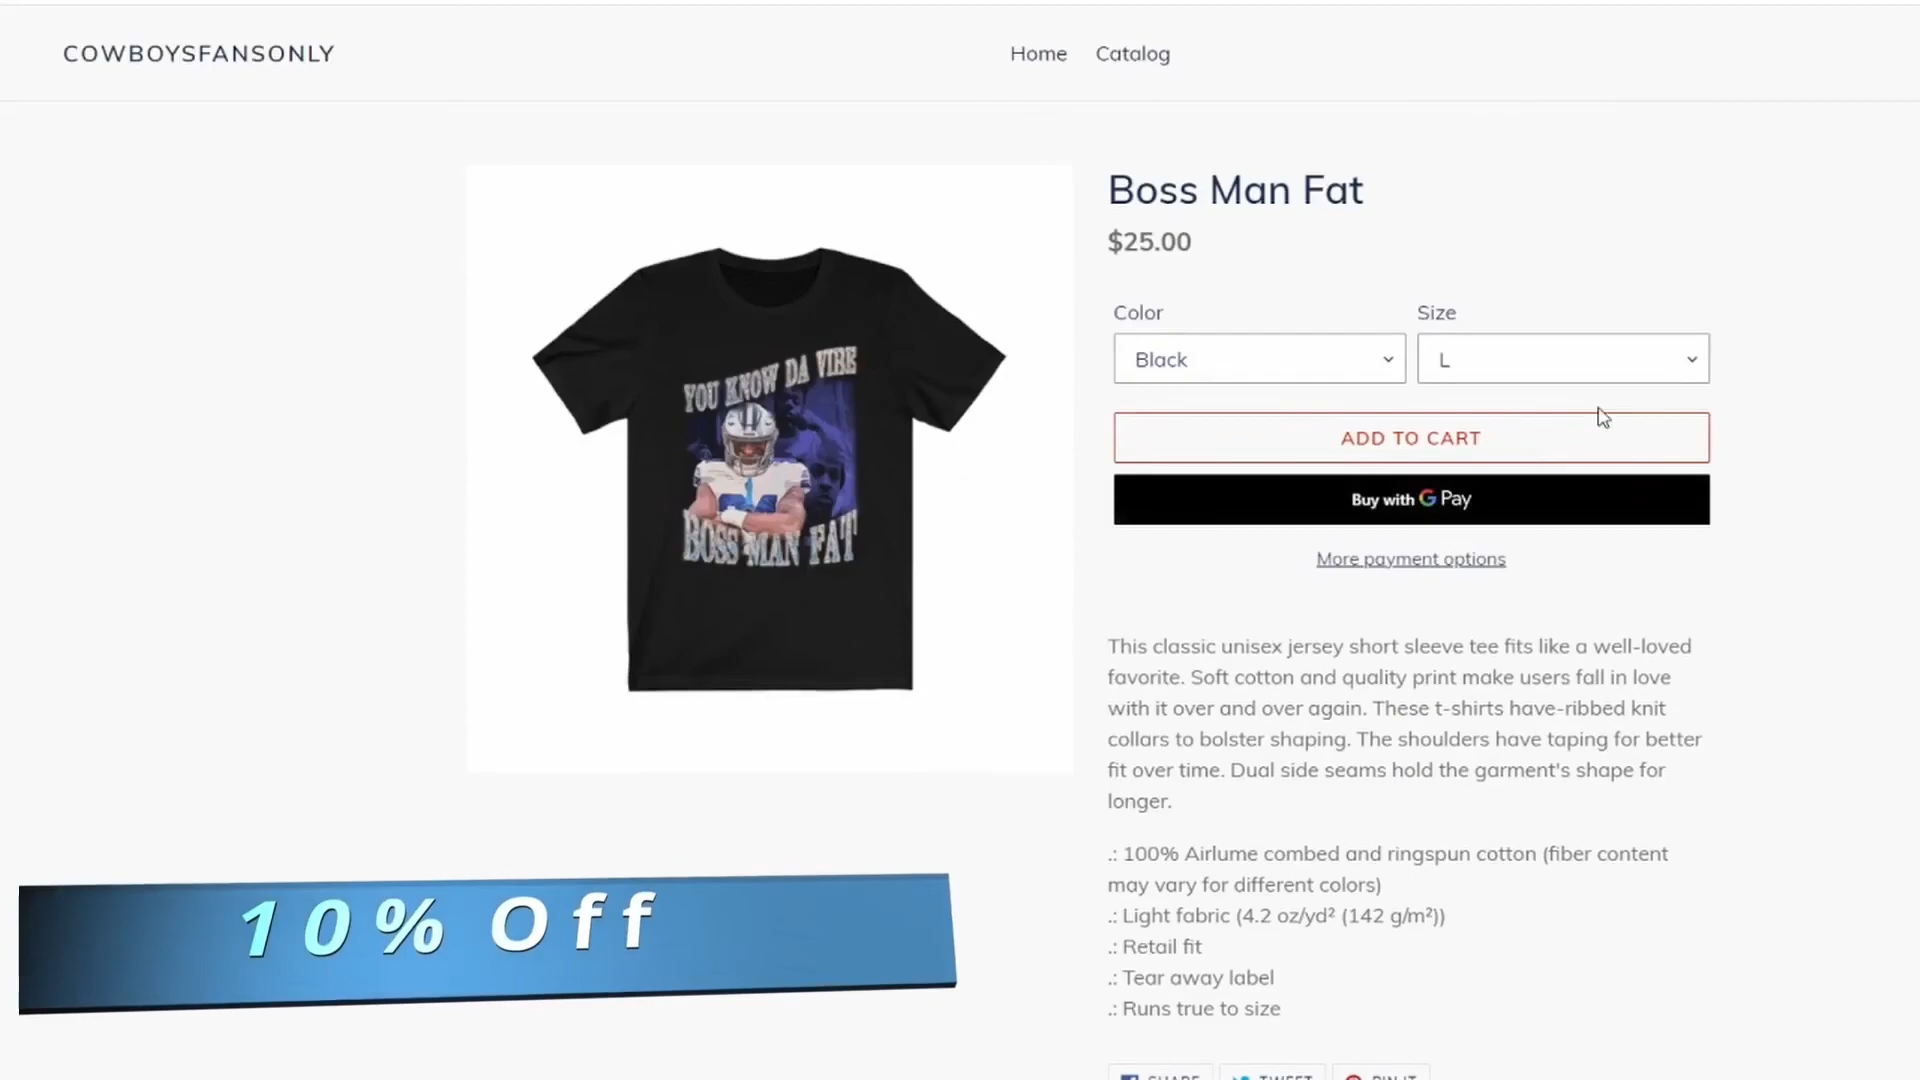 COWBOYSFANSONLY
Home Catalog
Boss Man Fat
$25.00
Color Size
Black L
ADD TO CART
Buy with G Pay
More payment options
YOU KNOW DA VIBE
BOSS MAN FAT
This classic unisex jersey short sleeve tee fits like a well-loved
favorite. Soft cotton and quality print make users fall in love
with it over and over again. These t-shirts have-ribbed knit
collars to bolster shaping. The shoulders have taping for better
fit over time. Dual side seams hold the garment's shape for
longer.
.: 100% Airlume combed and ringspun cotton (fiber content
may vary for different colors)
.: Light fabric (4.2 oz/yd² (142 g/m²))
.: Retail fit
.: Tear away label
.: Runs true to size
10% Off
SHARE TWEET PIN IT